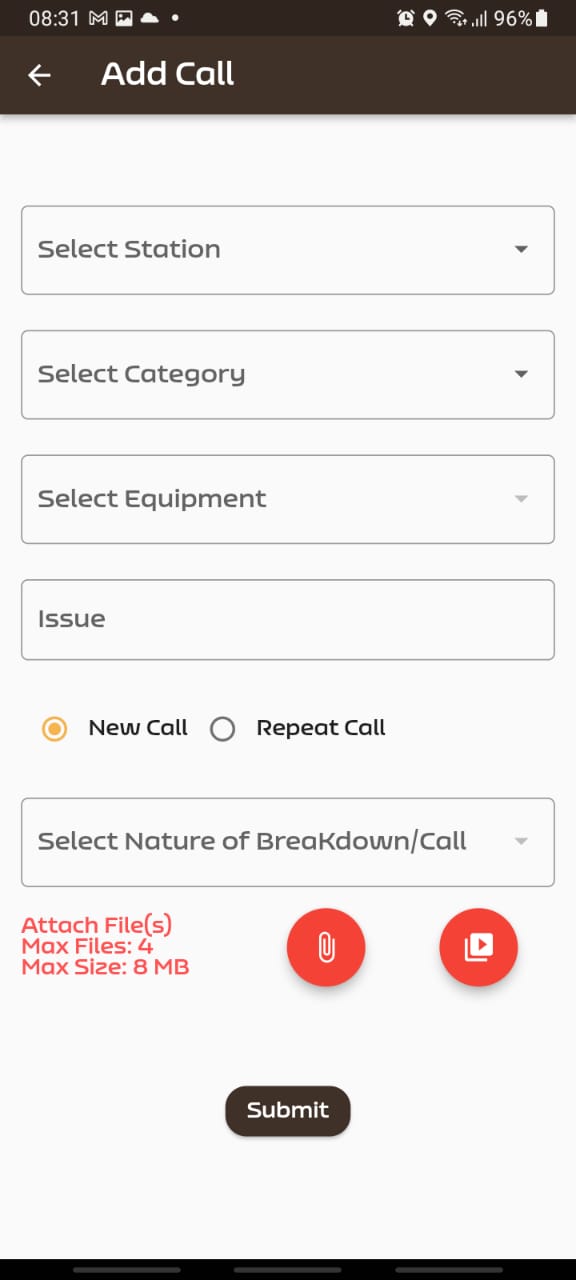 08:31
96%
Add Call
Select Station
Select Category
Select Equipment
Issue
New Call
Repeat Call
Select Nature of BreaKdown/Call
Attach File(s)
Max Files: 4
Max Size: 8 MB
Submit